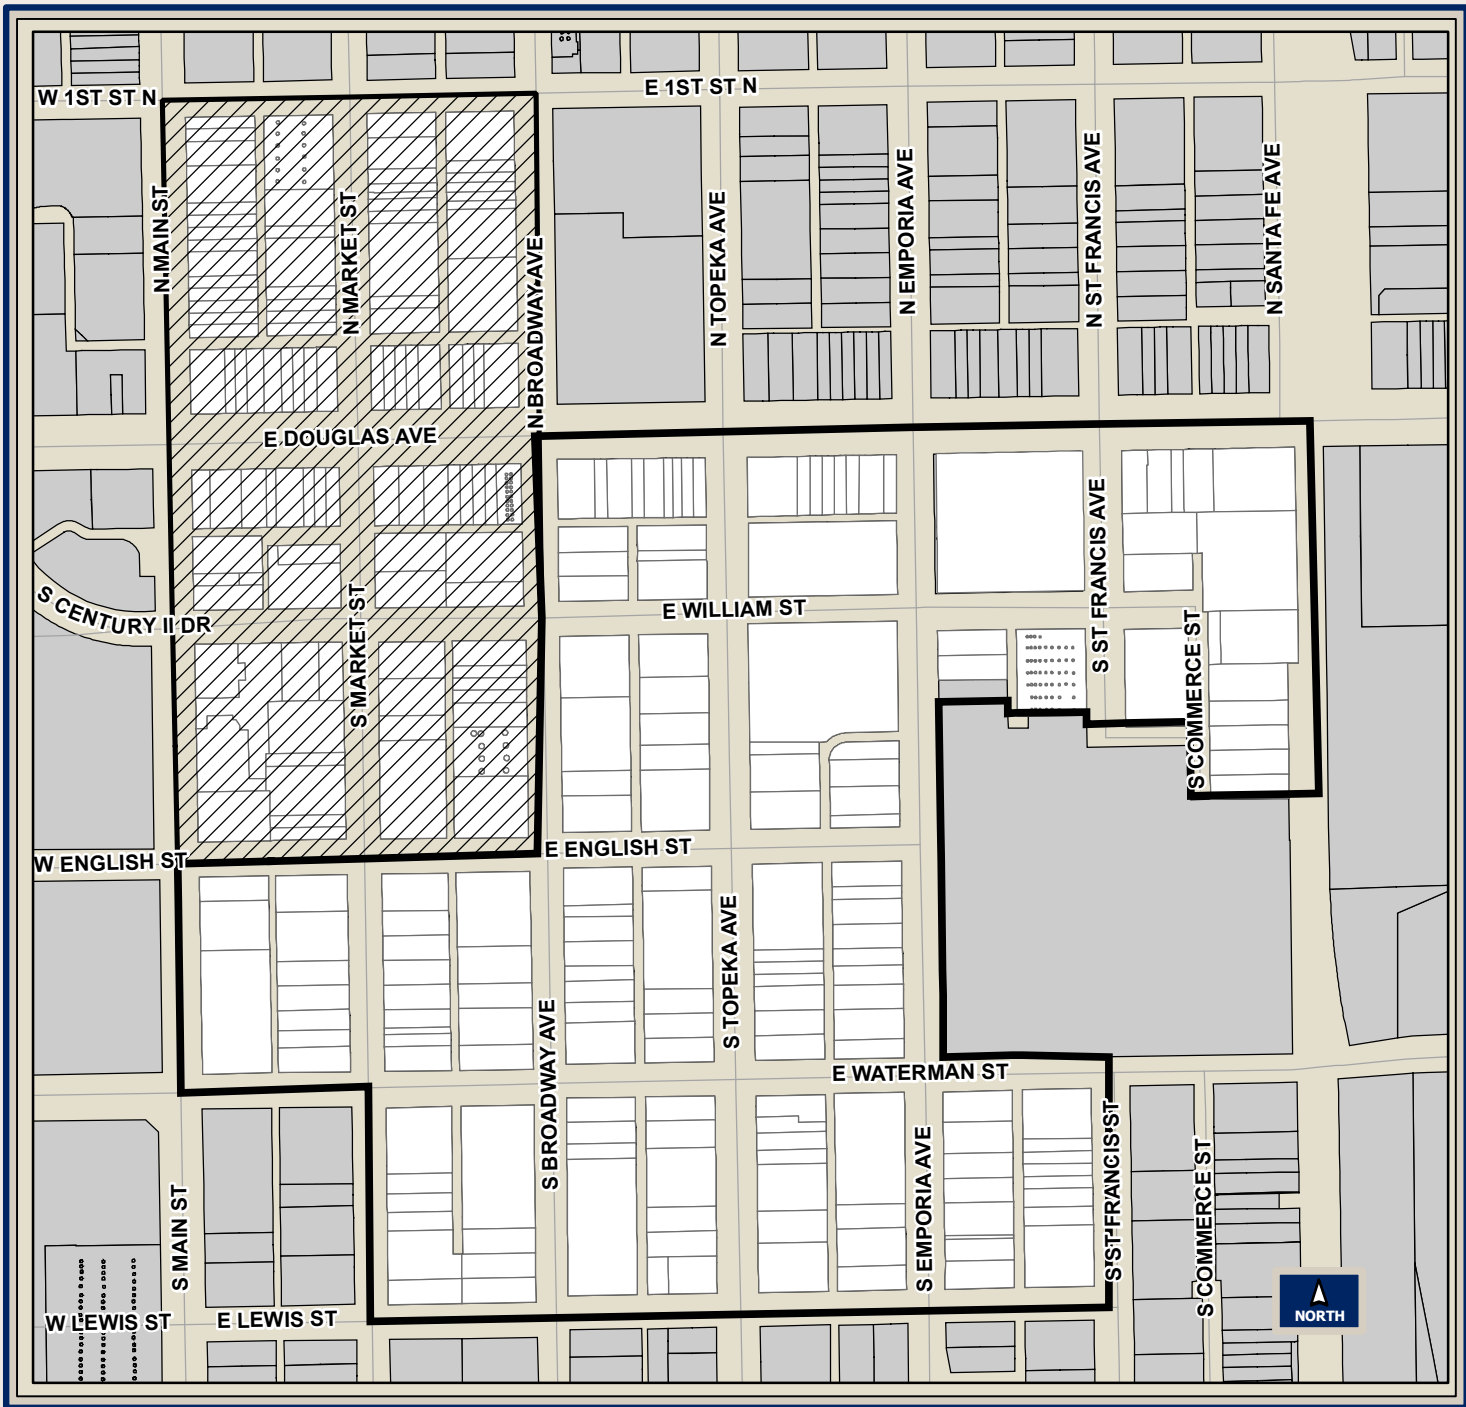 W 1ST ST N
E 1ST ST N
N MAIN ST
N MARKET ST
N BROADWAY AVE
N TOPEKA AVE
N EMPORIA AVE
N ST FRANCIS AVE
N SANTA FE AVE
E DOUGLAS AVE
S CENTURY II DR
S MARKET ST
E WILLIAM ST
S ST FRANCIS AVE
S COMMERCE ST
W ENGLISH ST
E ENGLISH ST
S TOPEKA AVE
S BROADWAY AVE
E WATERMAN ST
S MAIN ST
S EMPORIA AVE
S ST FRANCIS ST
S COMMERCE ST
W LEWIS ST
E LEWIS ST
NORTH